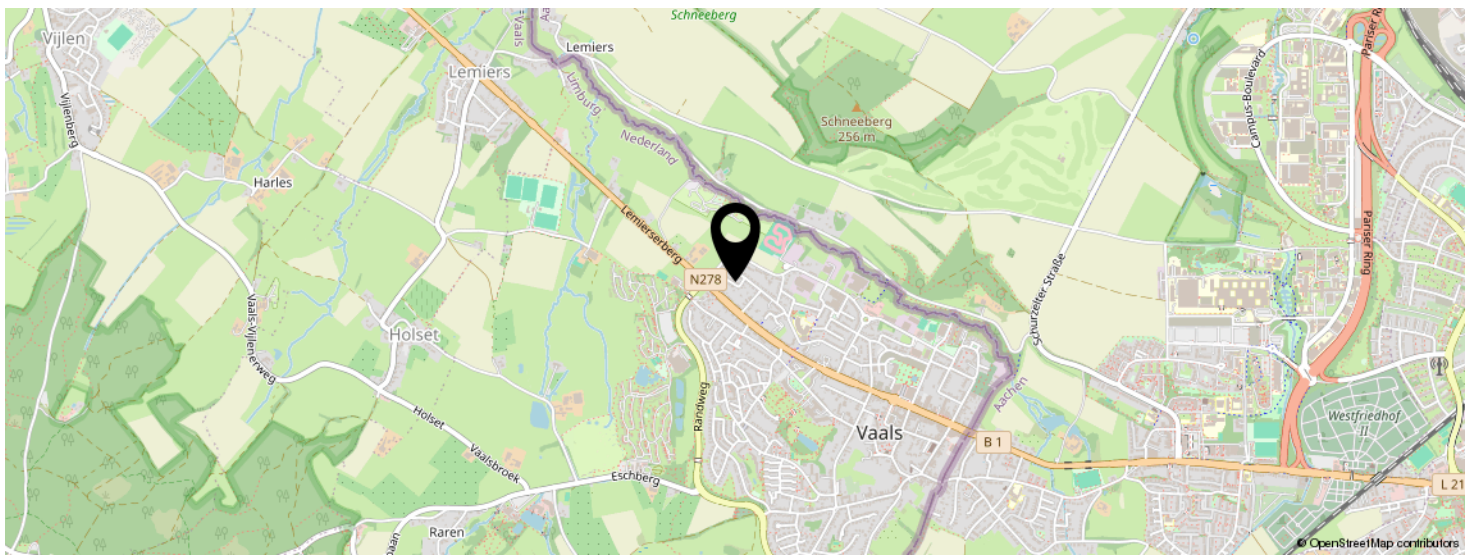 Schneeberg
Vijlen
Vaals
Lemiers
Lemiers
Limburg
Nederland
Schneeberg
256 m
Campus-Boulevard
Pariser Ring
Vijlenberg
Harles
Lemierserberg
N278
Schurzelter Straße
Pariser Ring
Vaals-Vijlenerweg
Holset
Randweg
Aachen
Holset
Vaalsbroek
Vaals
B 1
Westfriedhof
II
Eschberg
L 21
Raren
© OpenStreetMap contributors